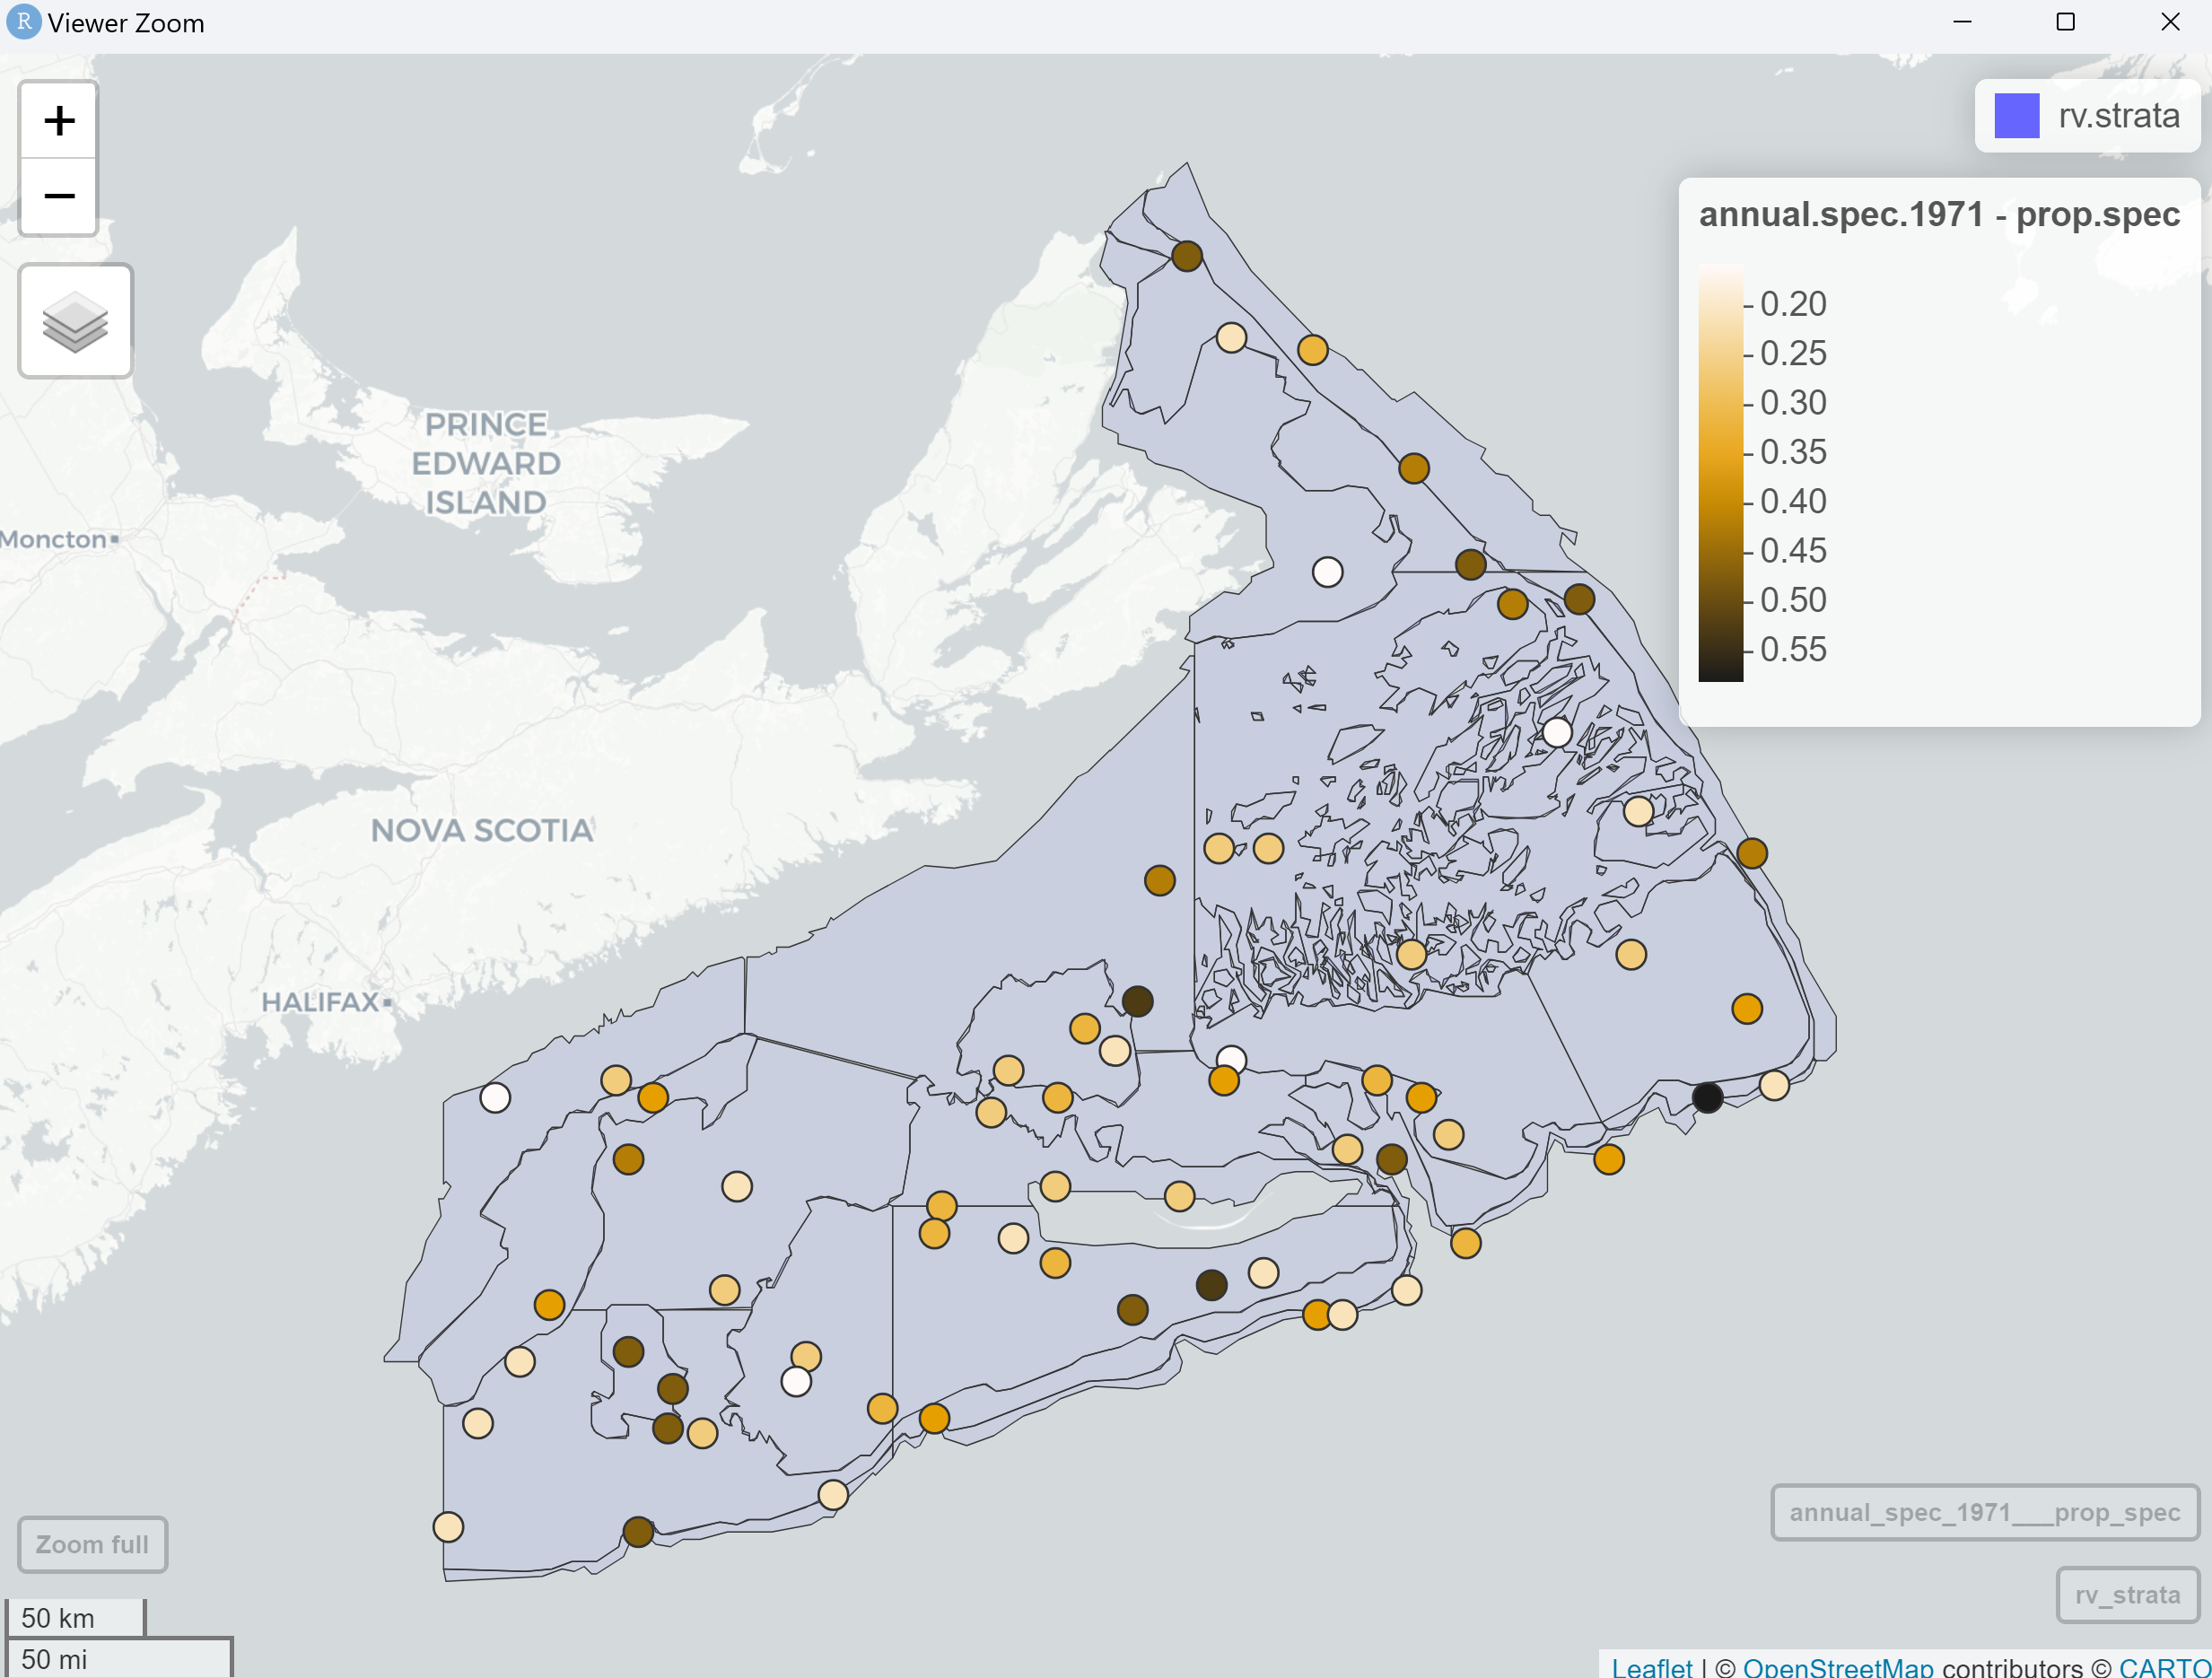 R Viewer Zoom
+
−
rv.strata
annual.spec.1971 - prop.spec
0.20
0.25
0.30
0.35
0.40
0.45
0.50
0.55
PRINCE
EDWARD
ISLAND
Moncton
NOVA SCOTIA
HALIFAX
annual_spec_1971___prop_spec
Zoom full
rv_strata
50 km
50 mi
Leaflet | © OpenStreetMap contributors © CARTO